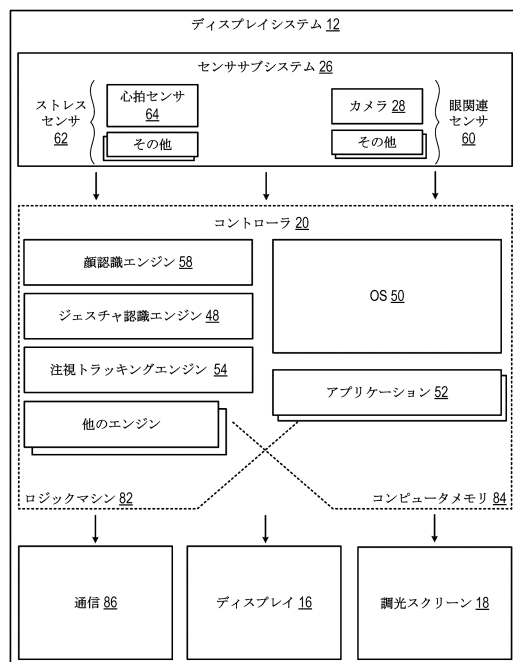 ディスプレイシステム 12
センササブシステム 26
ストレス
センサ
62
心拍センサ
64
その他
カメラ 28
その他
眼関連
センサ
60
コントローラ 20
顔認識エンジン 58
ジェスチャ認識エンジン 48
注視トラッキングエンジン 54
他のエンジン
OS 50
アプリケーション 52
ロジックマシン 82
コンピュータメモリ 84
通信 86
ディスプレイ 16
調光スクリーン 18